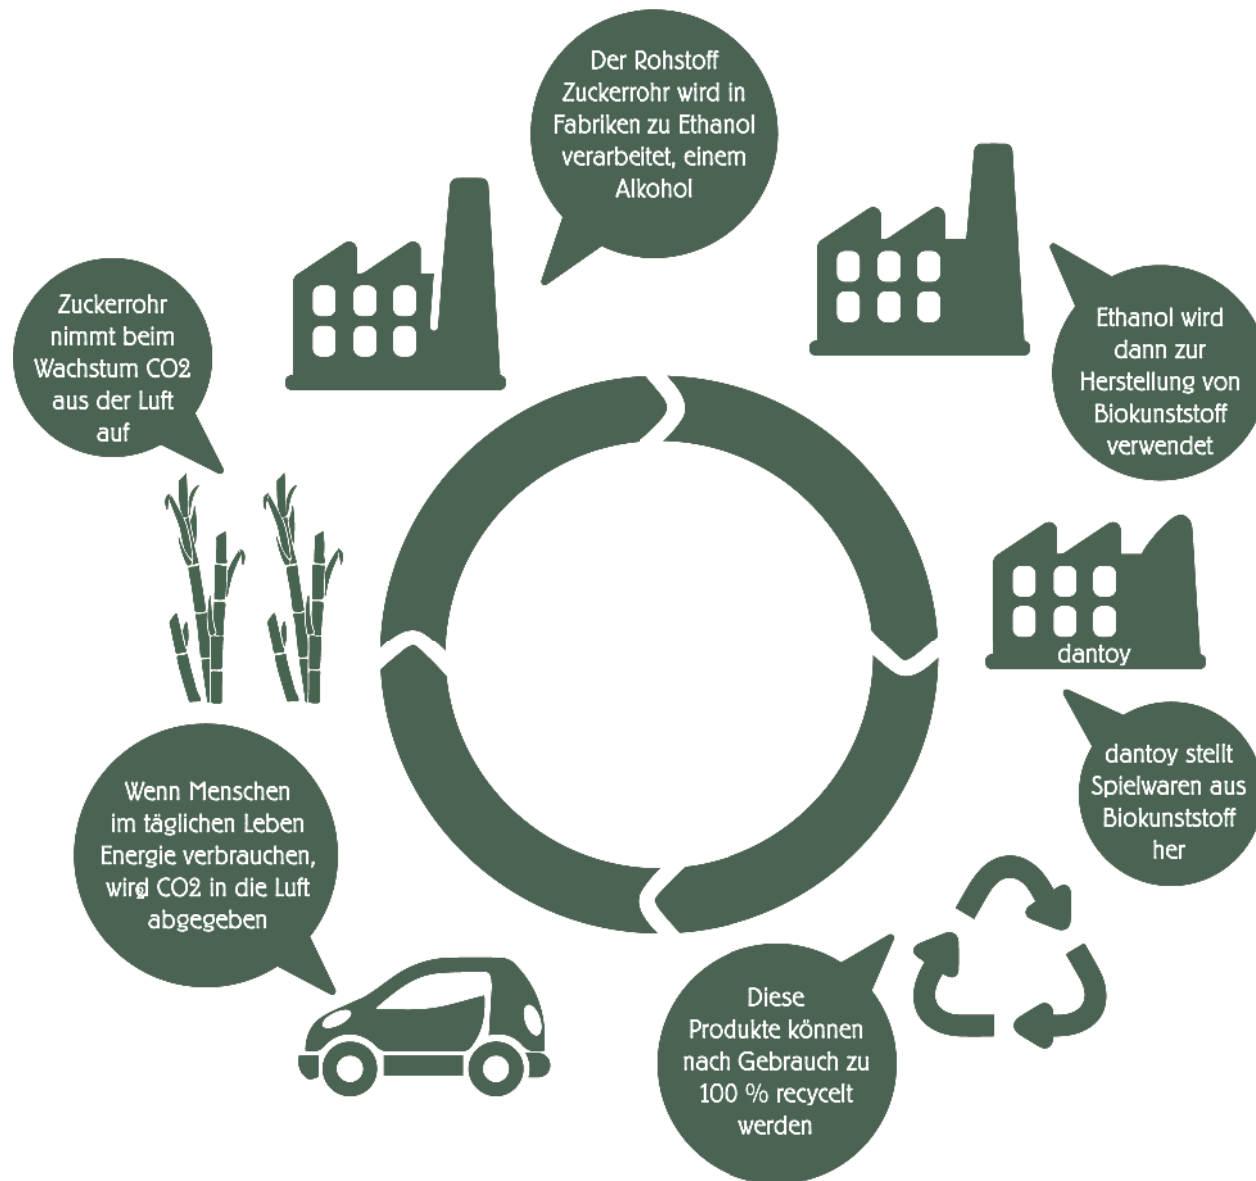 Der Rohstoff
Zuckerrohr wird in
Fabriken zu Ethanol
verarbeitet, einem
Alkohol
Ethanol wird
dann zur
Herstellung von
Biokunststoff
verwendet
dantoy
dantoy stellt
Spielwaren aus
Biokunststoff
her
Diese
Produkte können
nach Gebrauch zu
100 % recycelt
werden
Wenn Menschen
im täglichen Leben
Energie verbrauchen,
wird CO2 in die Luft
2
abgegeben
Zuckerrohr
nimmt beim
Wachstum CO2
aus der Luft
auf